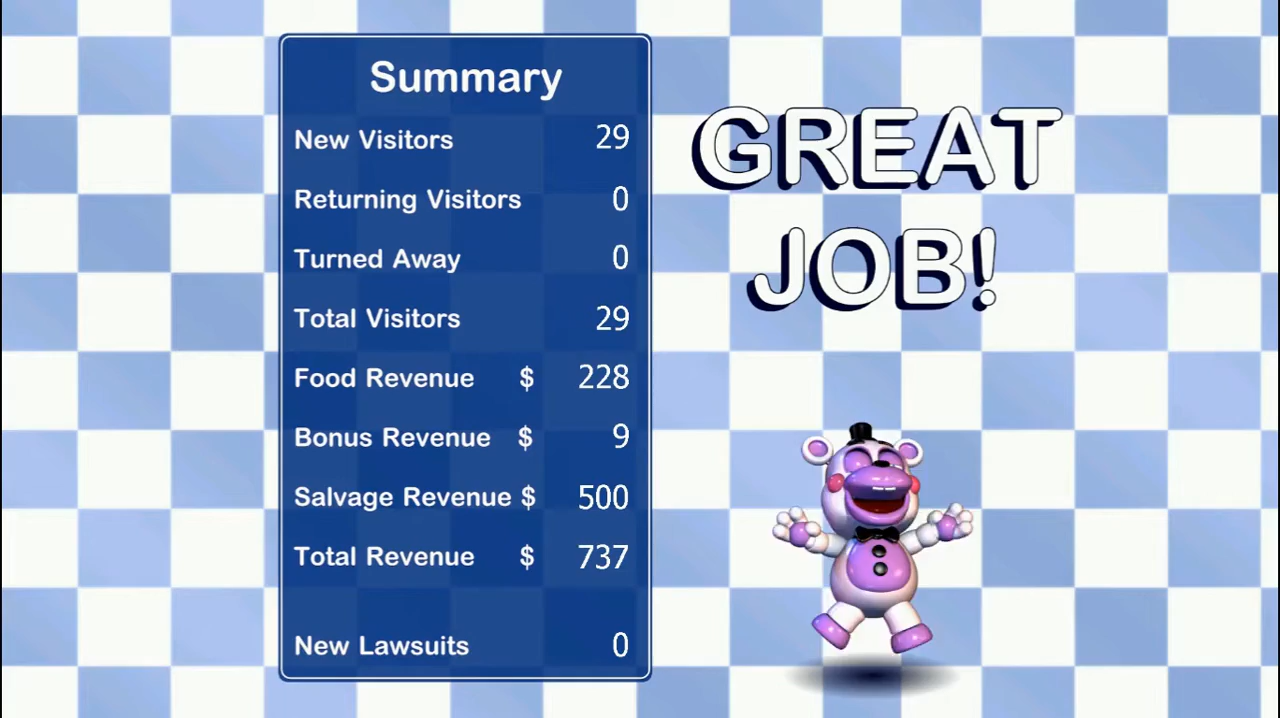 Summary
New Visitors 29
Returning Visitors 0
Turned Away 0
Total Visitors 29
Food Revenue $ 228
Bonus Revenue $ 9
Salvage Revenue $ 500
Total Revenue $ 737
New Lawsuits 0
GREAT
JOB!